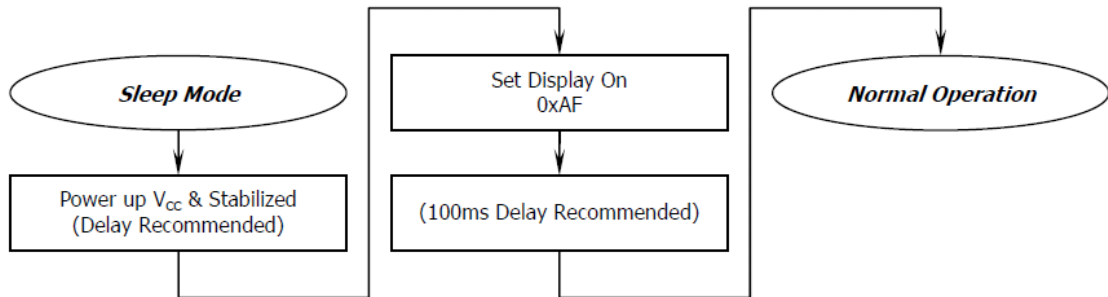 Sleep Mode
Power up VCC & Stabilized
(Delay Recommended)
Set Display On
0xAF
(100ms Delay Recommended)
Normal Operation